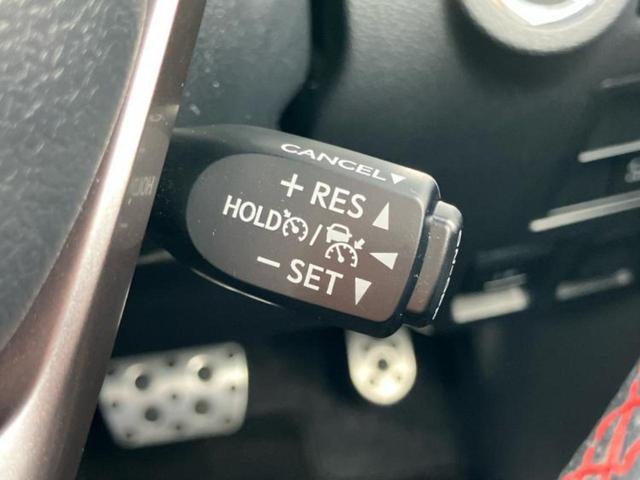 CANCEL
+ RES
HOLD /
− SET